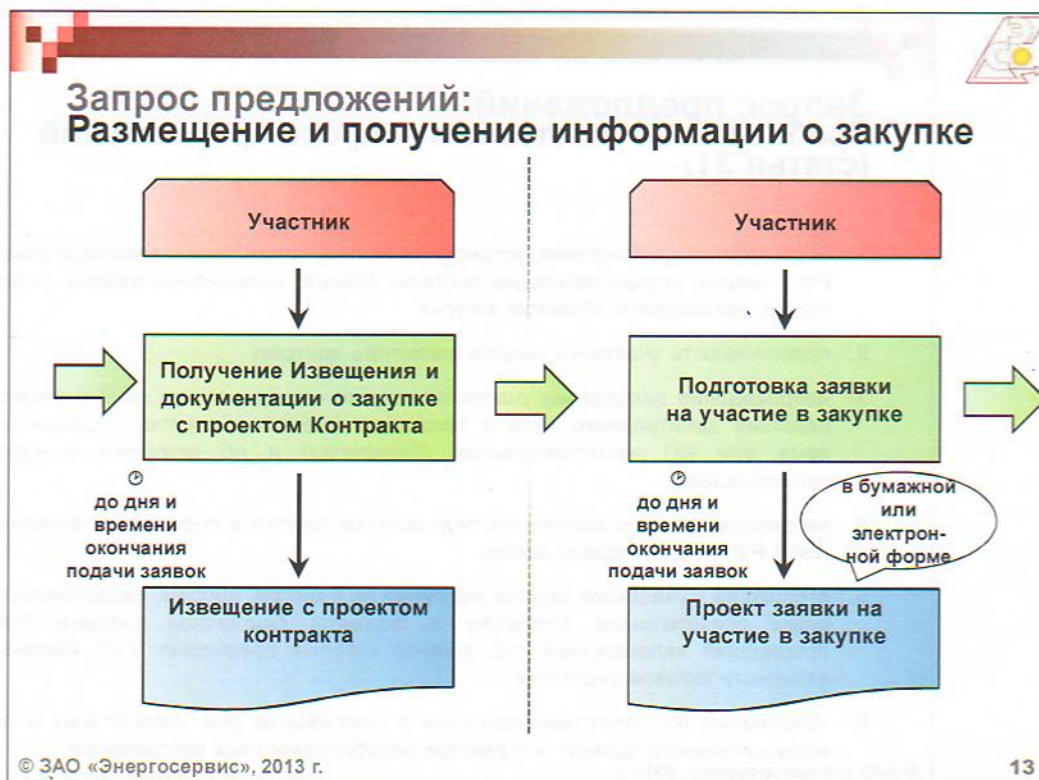 Запрос предложений:
Размещение и получение информации о закупке
Участник
Получение Извещения и
документации о закупке
с проектом Контракта
до дня и
времени
окончания
подачи заявок
Извещение с проектом
контракта
Участник
Подготовка заявки
на участие в закупке
до дня и
времени
окончания
подачи заявок
в бумажной
или
электрон-
ной форме
Проект заявки на
участие в закупке
© ЗАО «Энергосервис», 2013 г.
13